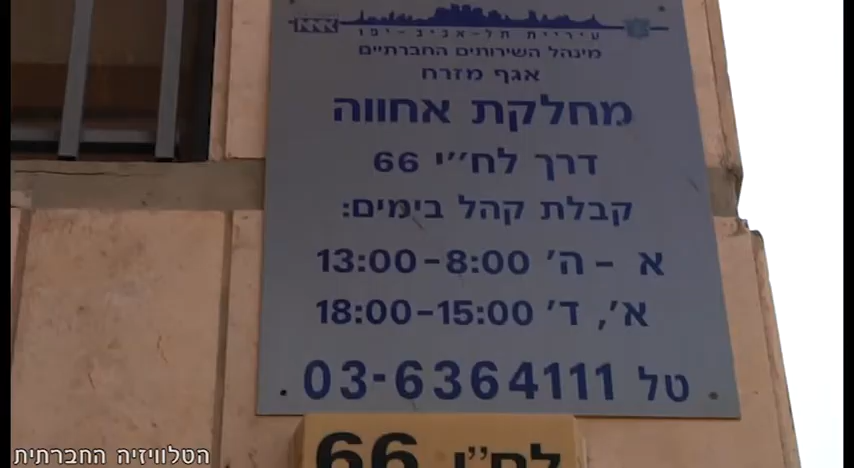 עיריית תל-אביב-יפו
מינהל השירותים החברתיים
אגף מזרח
מחלקת אחווה
דרך לח״י 66
קבלת קהל בימים:
א – ה׳ 8:00–13:00
א׳, ד׳ 15:00–18:00
טל 03-6364111
לח״י 66
הטלוויזיה החברתית